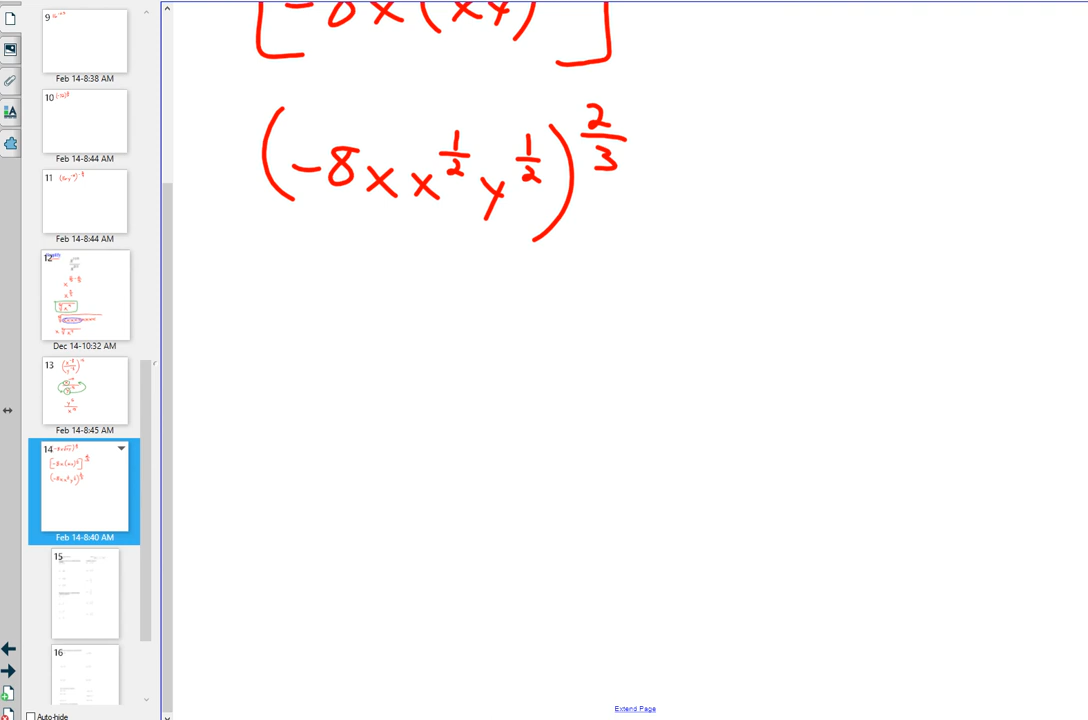 [-8x(xy)]
(-8x x^{1/2} y^{1/2})^{2/3}
9
Feb 14-8:38 AM
10
Feb 14-8:44 AM
11
Feb 14-8:44 AM
12
Dec 14-10:32 AM
13
Feb 14-8:45 AM
14
Feb 14-8:40 AM
15
16
Auto-hide
Extend Page